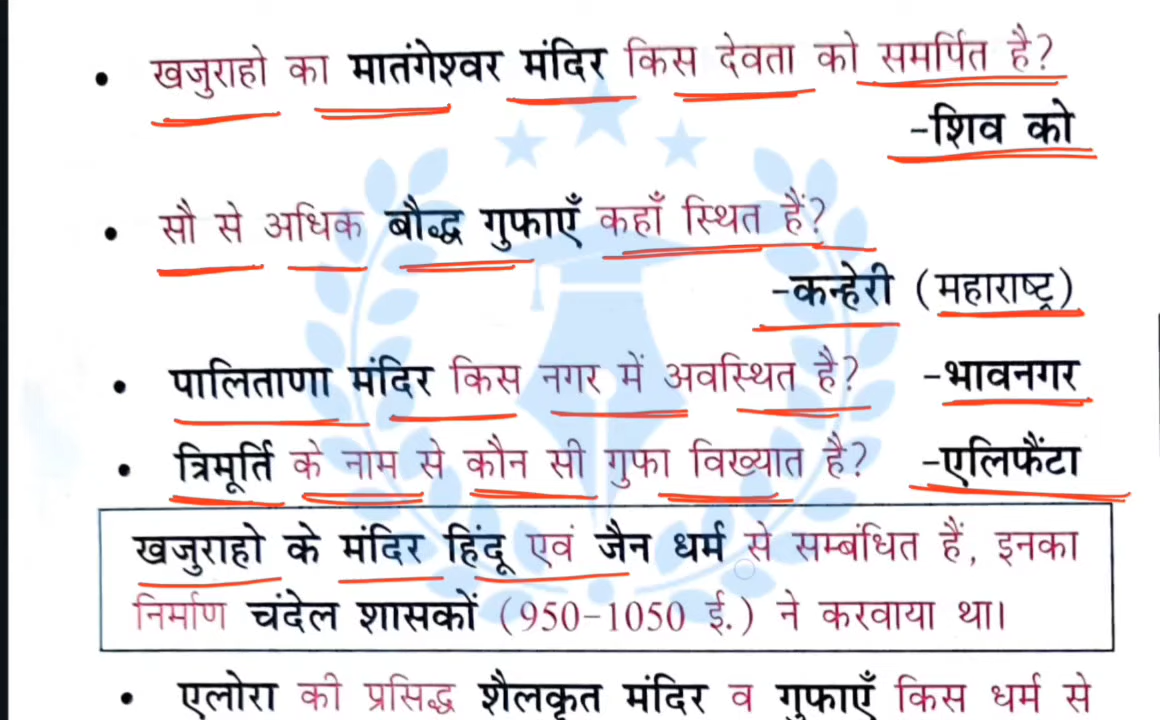 • खजुराहो का मातंगेश्वर मंदिर किस देवता को समर्पित है?
-शिव को
• सौ से अधिक बौद्ध गुफाएँ कहाँ स्थित हैं?
-कन्हेरी (महाराष्ट्र)
• पालिताणा मंदिर किस नगर में अवस्थित है? -भावनगर
• त्रिमूर्ति के नाम से कौन सी गुफा विख्यात है? -एलिफैंटा
खजुराहो के मंदिर हिंदू एवं जैन धर्म से सम्बंधित हैं, इनका
निर्माण चंदेल शासकों (950-1050 ई.) ने करवाया था।
• एलोरा की प्रसिद्ध शैलकृत मंदिर व गुफाएँ किस धर्म से